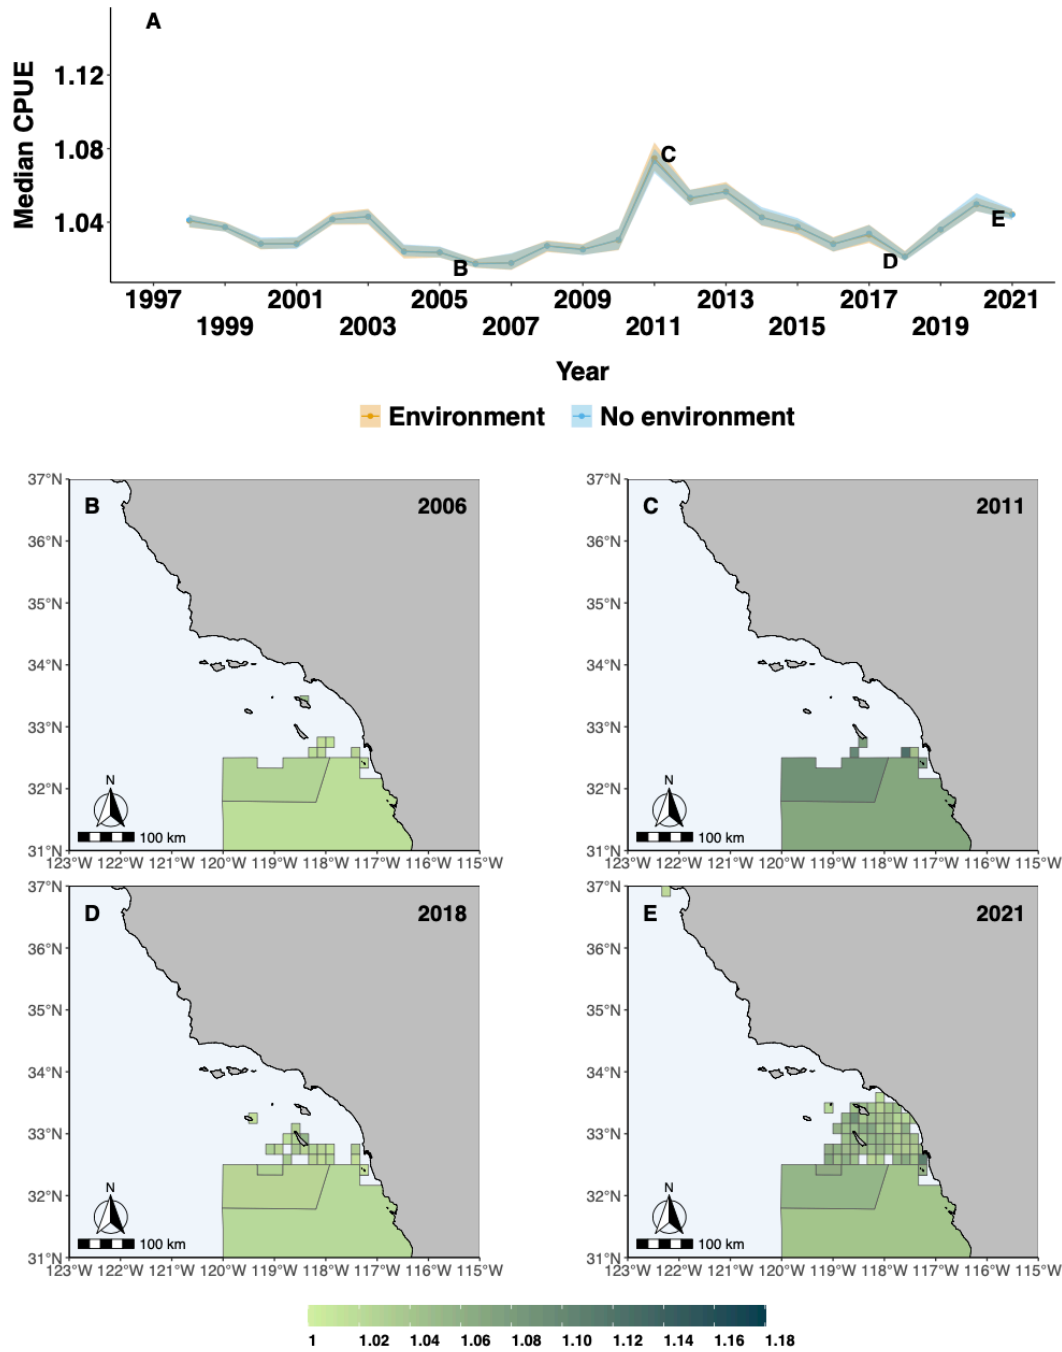 A
Median CPUE
1.12
1.08
1.04
C
B
D
E
1997 2001 2005 2009 2013 2017 2021
1999 2003 2007 2011 2015 2019
Year
Environment No environment
37°N
36°N
35°N
34°N
33°N
32°N
31°N
B 2006
N
100 km
123°W 122°W 121°W 120°W 119°W 118°W 117°W 116°W 115°W
37°N
36°N
35°N
34°N
33°N
32°N
31°N
C 2011
N
100 km
123°W 122°W 121°W 120°W 119°W 118°W 117°W 116°W 115°W
37°N
36°N
35°N
34°N
33°N
32°N
31°N
D 2018
N
100 km
123°W 122°W 121°W 120°W 119°W 118°W 117°W 116°W 115°W
37°N
36°N
35°N
34°N
33°N
32°N
31°N
E 2021
N
100 km
123°W 122°W 121°W 120°W 119°W 118°W 117°W 116°W 115°W
1 1.02 1.04 1.06 1.08 1.10 1.12 1.14 1.16 1.18